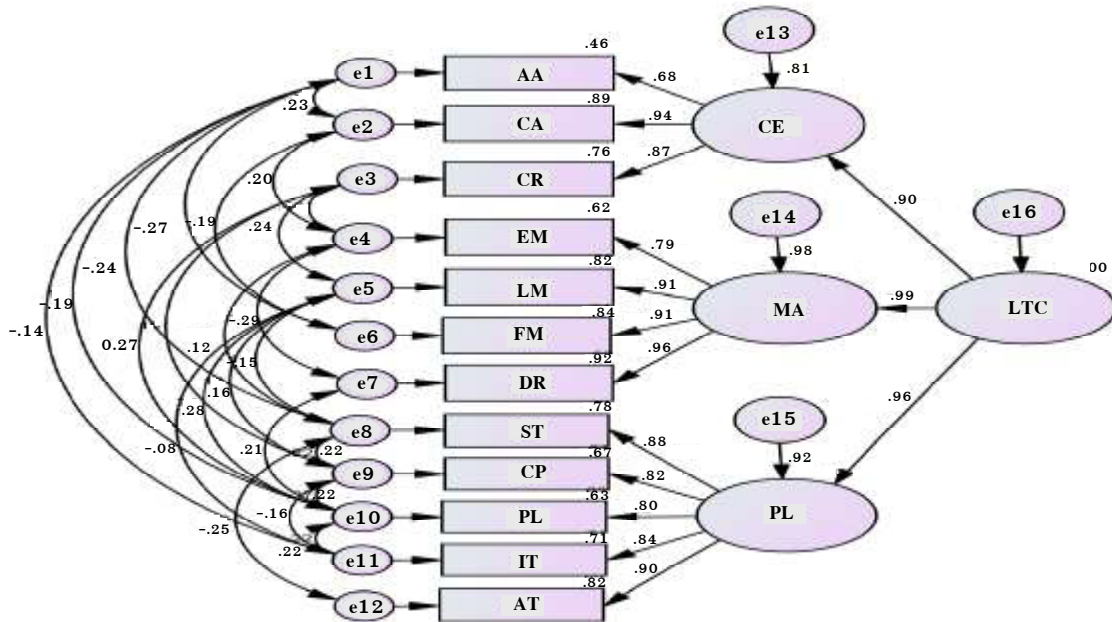 e13
.46
e1
AA
.68
.81
.23
.89
e2
CA
.94
CE
.76
.87
e3
CR
.20
.62
-.27
-.19
.24
e4
EM
.79
e14
.90
e16
-.24
.82
.98
.00
e5
LM
.91
MA
.99
LTC
-.19
-.14
-.29
.84
e6
FM
.91
0.27
.12
-.15
.92
.96
e7
DR
.16
.78
.96
.28
e15
e8
ST
.88
-.08
.21
.22
.67
.92
e9
CP
.82
.22
.63
-.16
e10
PL
.80
PL
-.25
.71
.84
.22
e11
IT
.82
.90
e12
AT